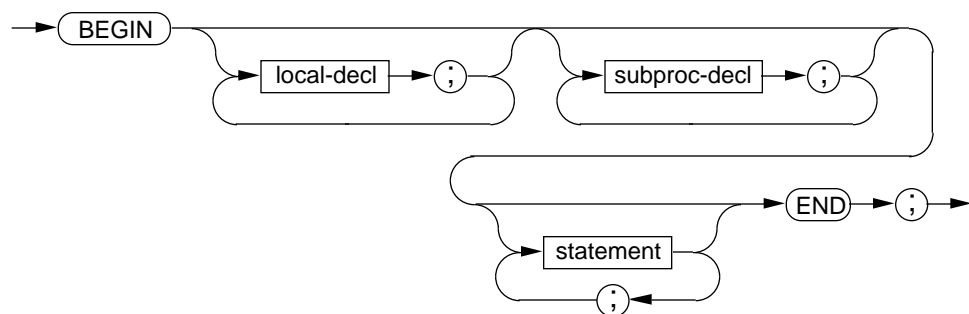 BEGIN local-decl ; subproc-decl ;
statement END ;
;